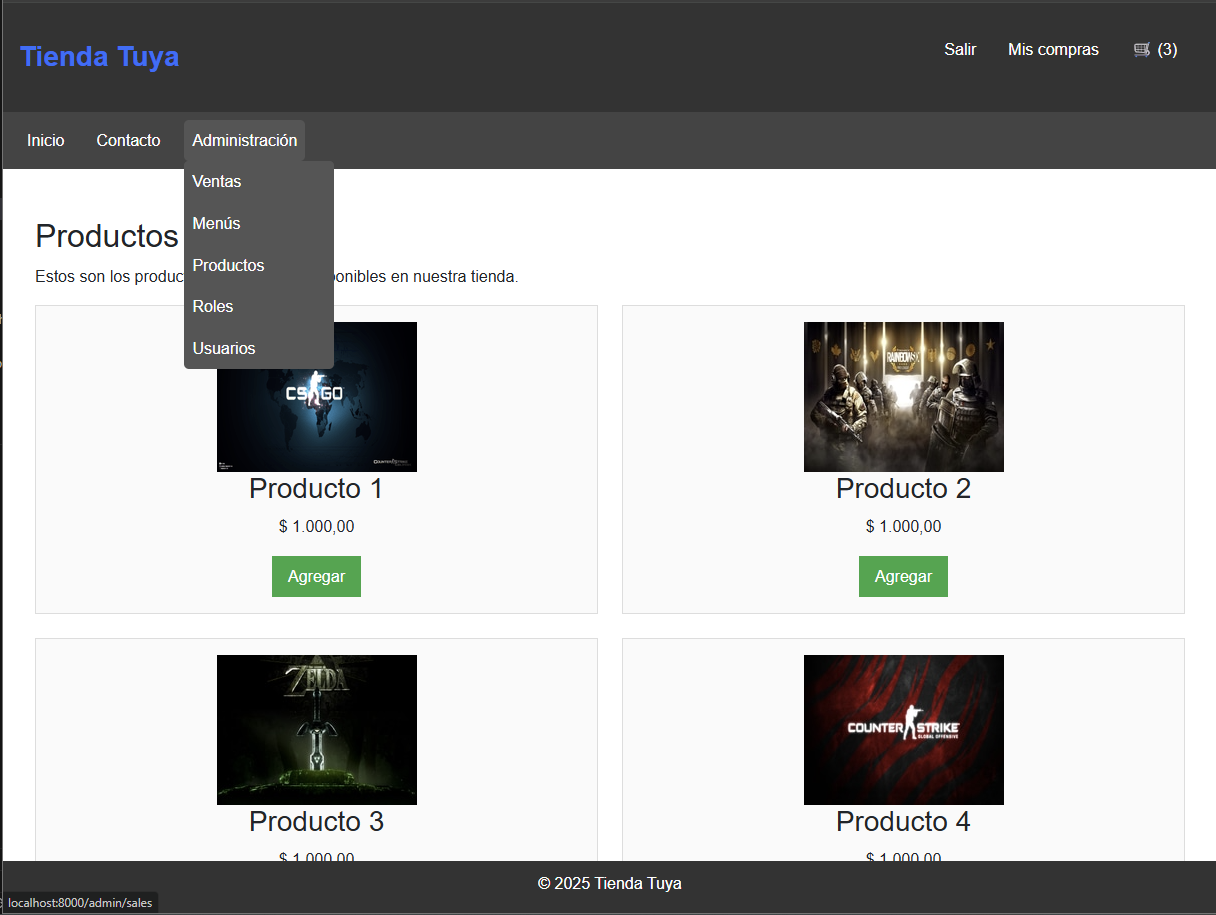 Tienda Tuya
Salir Mis compras (3)
Inicio Contacto Administración
Ventas
Menús
Productos
Roles
Usuarios
Productos
Estos son los produc ponibles en nuestra tienda.
CS GO
COUNTER STRIKE
RAINBOW SIX
Producto 1
$ 1.000,00
Agregar
Producto 2
$ 1.000,00
Agregar
ZELDA
COUNTER STRIKE
GLOBAL OFFENSIVE
Producto 3
$ 1.000,00
Producto 4
$ 1.000,00
© 2025 Tienda Tuya
localhost:8000/admin/sales